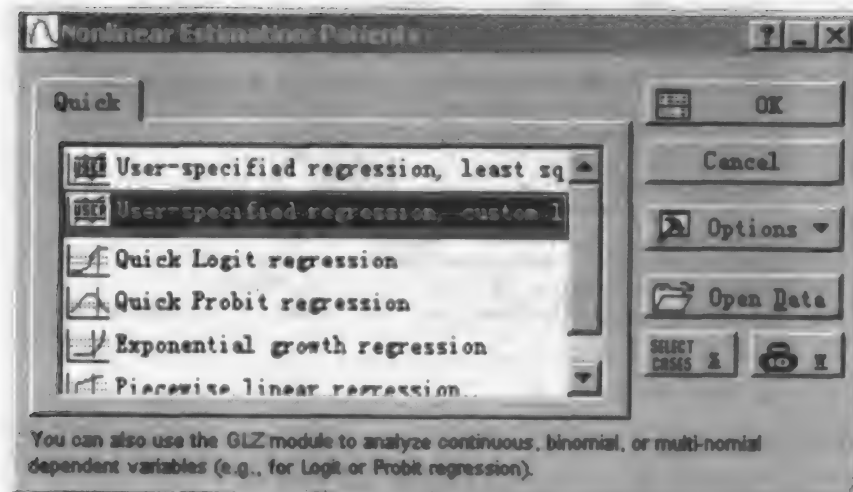 Nonlinear Estimation: Patients
Quick
User-specified regression, least sq
User-specified regression, custom l
Quick Logit regression
Quick Probit regression
Exponential growth regression
Piecewise linear regression
OK
Cancel
Options
Open Data
SELECT CASES S
W
You can also use the GLZ module to analyze continuous, binomial, or multi-nomial
dependent variables (e.g., for Logit or Probit regression).